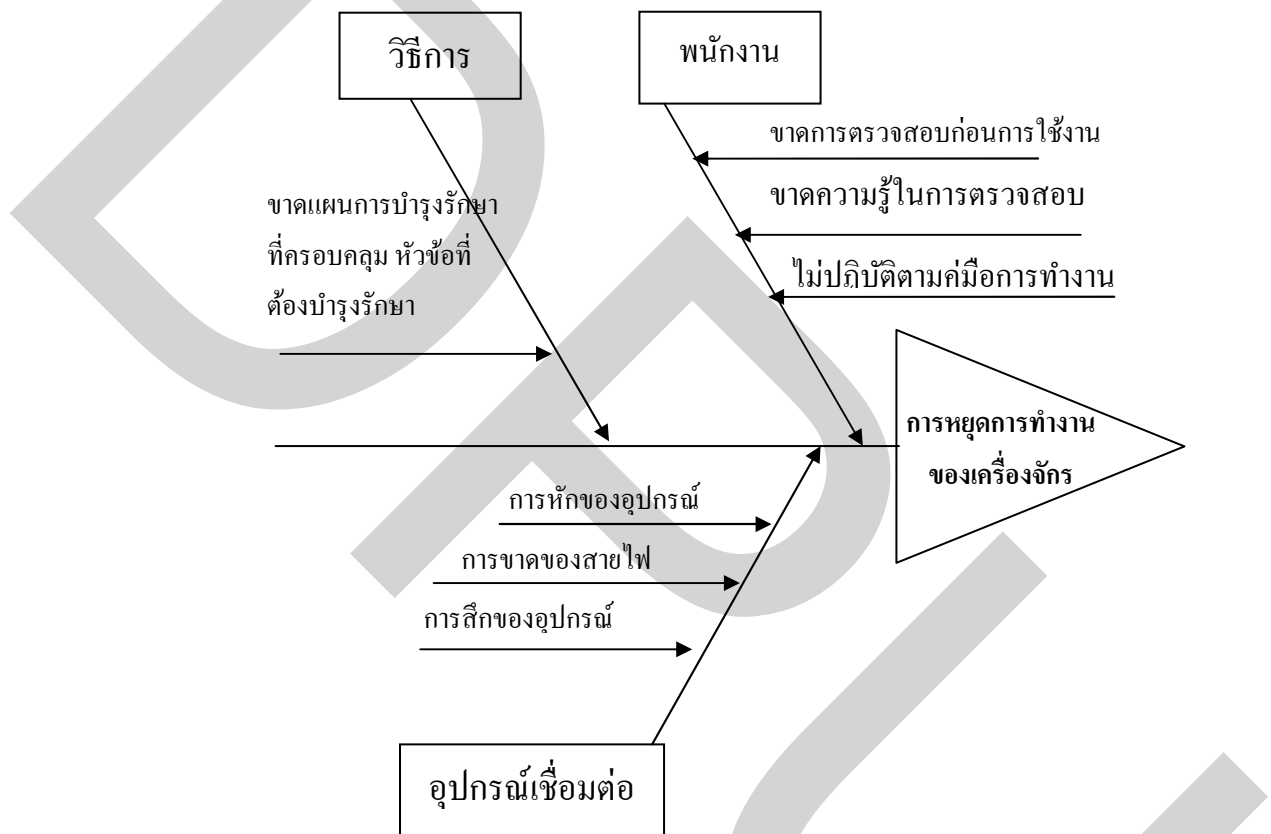 วิธีการ
พนักงาน
ขาดการตรวจสอบก่อนการใช้งาน
ขาดความรู้ในการตรวจสอบ
ไม่ปฏิบัติตามคู่มือการทำงาน
ขาดแผนการบำรุงรักษา
ที่ครอบคลุม หัวข้อที่
ต้องบำรุงรักษา
การหยุดการทำงาน
ของเครื่องจักร
การหักของอุปกรณ์
การขาดของสายไฟ
การสึกของอุปกรณ์
อุปกรณ์เชื่อมต่อ